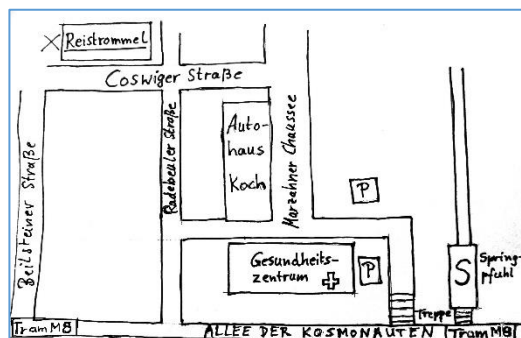 Reistrommel
Coswiger Straße
Beilsteiner Straße
Radebeuler Straße
Auto-
haus
Koch
Marzahner Chaussee
P
Gesundheits-
zentrum
P
S
Spring-
pfuhl
Treppe
Tram M8
ALLEE DER KOSMONAUTEN
Tram M8